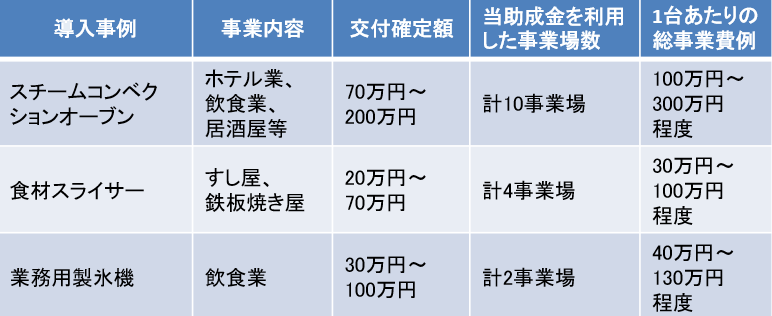 導入事例
事業内容
交付確定額
当助成金を利用
した事業場数
1台あたりの
総事業費例
スチームコンベク
ションオーブン
ホテル業、
飲食業、
居酒屋等
70万円～
200万円
計10事業場
100万円～
300万円
程度
食材スライサー
すし屋、
鉄板焼き屋
20万円～
70万円
計4事業場
30万円～
100万円
程度
業務用製氷機
飲食業
30万円～
100万円
計2事業場
40万円～
130万円
程度